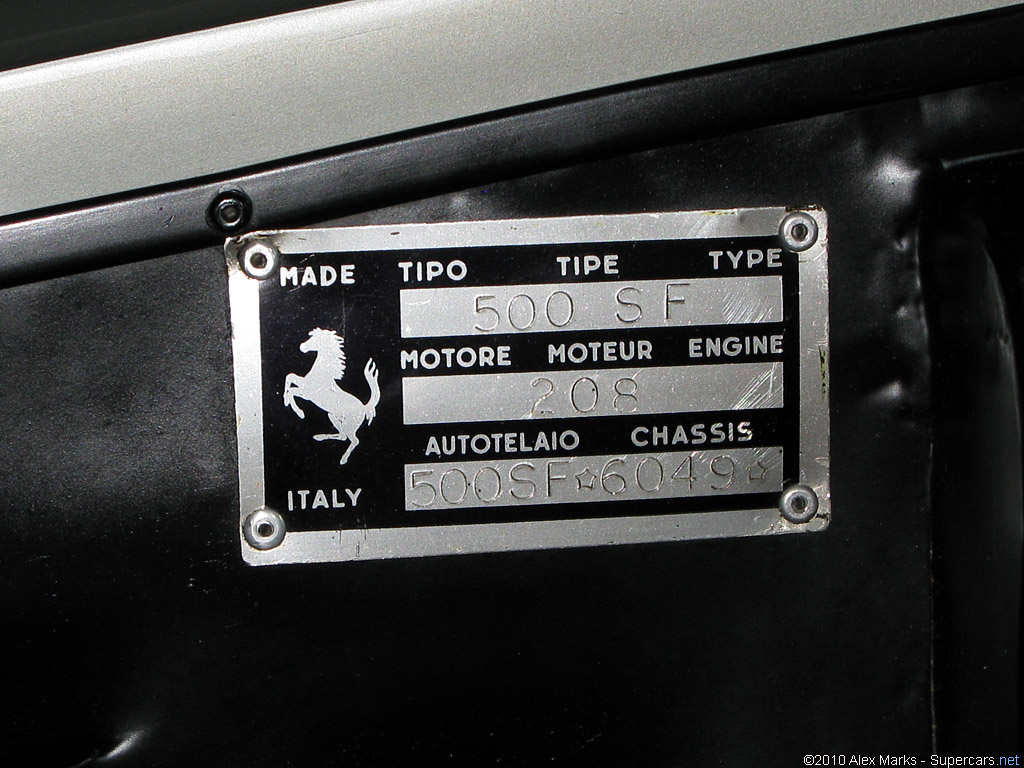 MADE TIPO TIPE TYPE
500 SF
MOTORE MOTEUR ENGINE
208
AUTOTELAIO CHASSIS
500SF☆6049☆
ITALY
©2010 Alex Marks - Supercars.net